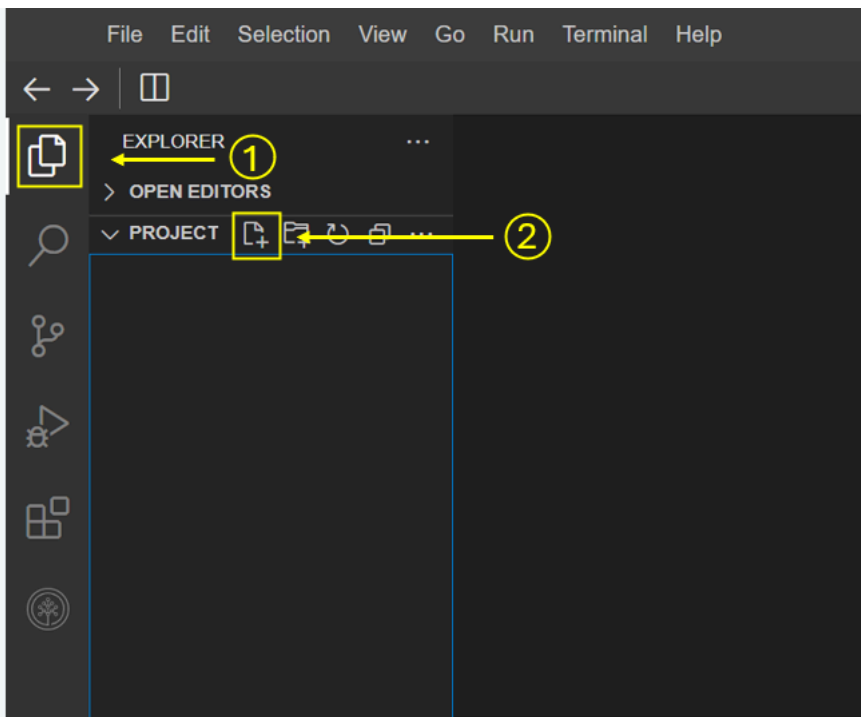 File Edit Selection View Go Run Terminal Help
EXPLORER ...
1
> OPEN EDITORS
PROJECT ...
2